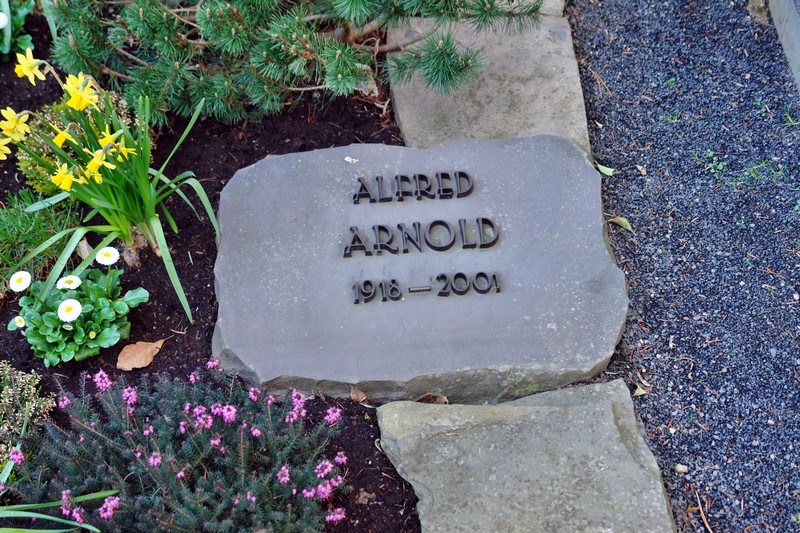 ALFRED
ARNOLD
1918 — 2001